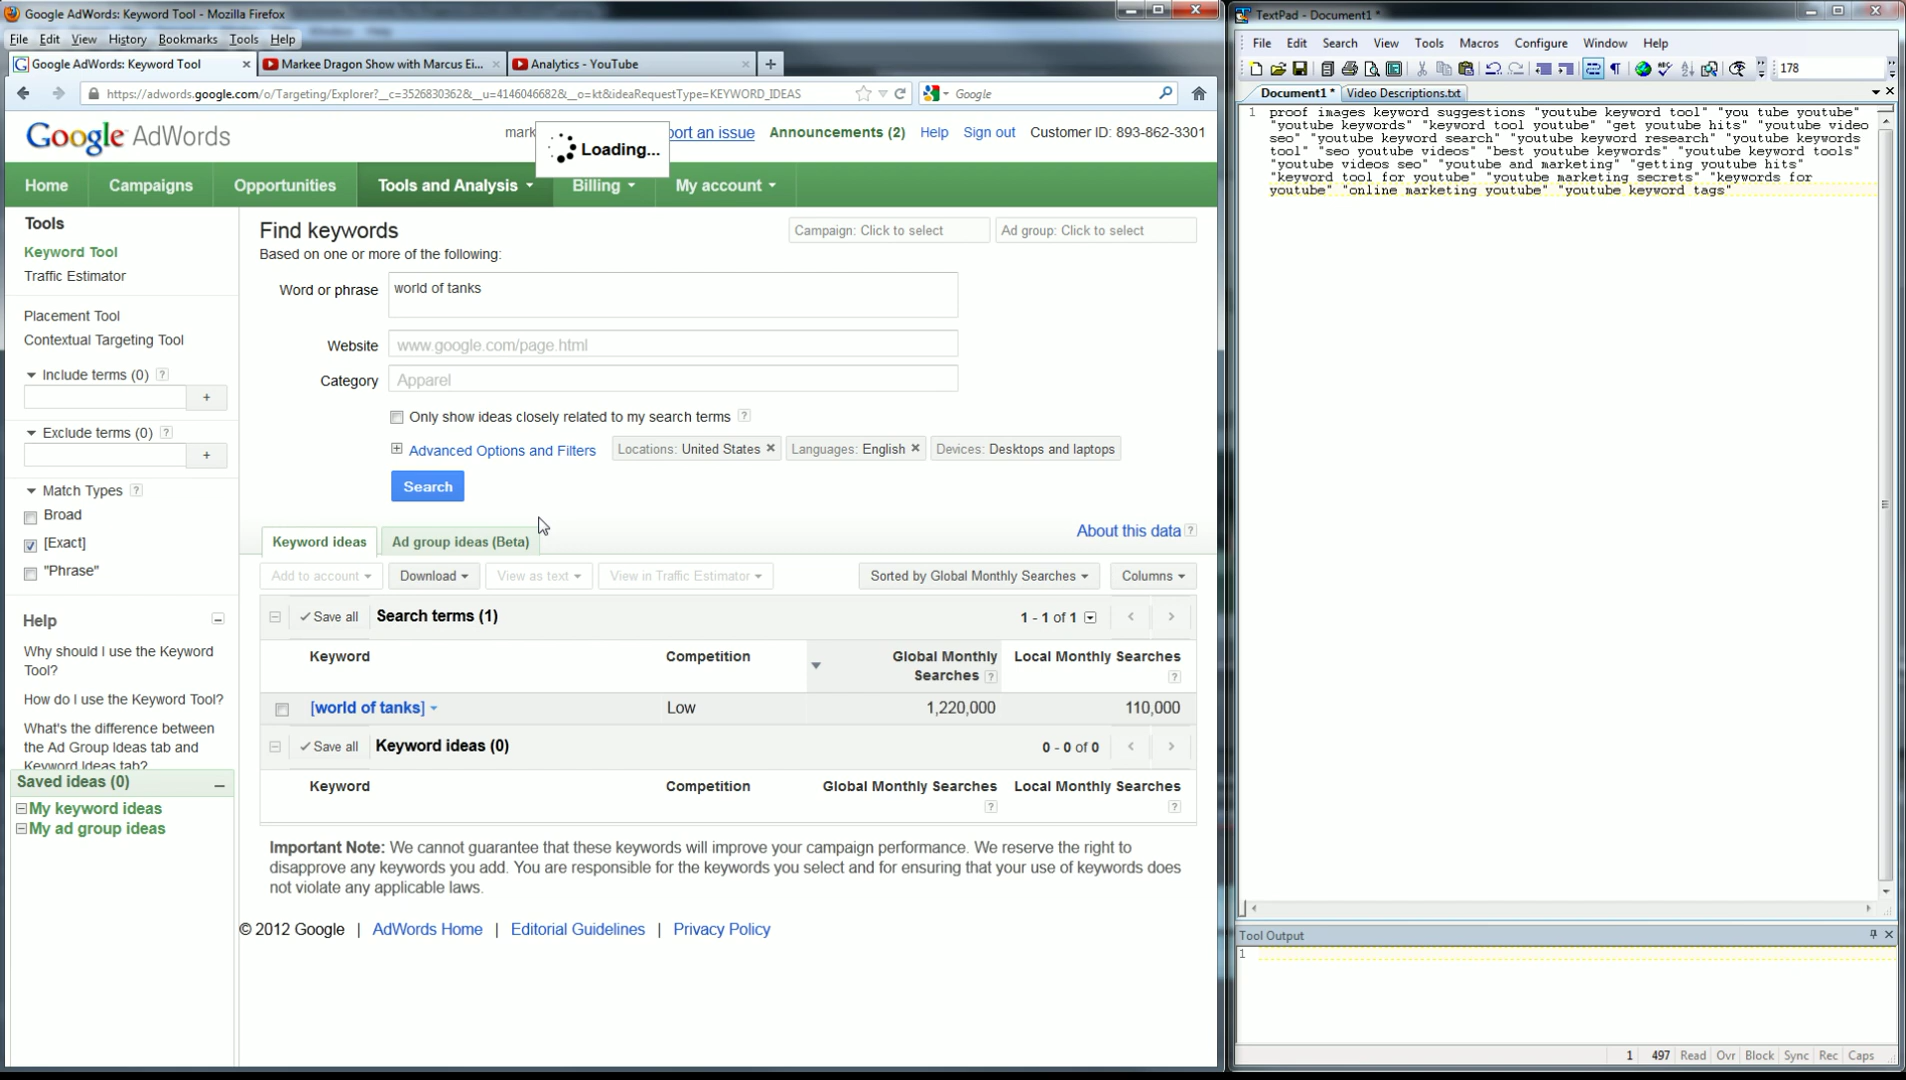 Google AdWords: Keyword Tool - Mozilla Firefox
File Edit View History Bookmarks Tools Help
Google AdWords: Keyword Tool
Markee Dragon Show with Marcus Ei...
Analytics - YouTube
https://adwords.google.com/o/Targeting/Explorer?__c=3526830362&__u=4146046682&__o=kt&ideaRequestType=KEYWORD_IDEAS
Google
Google AdWords
mark
Loading...
port an issue
Announcements (2)
Help
Sign out
Customer ID: 893-862-3301
Home
Campaigns
Opportunities
Tools and Analysis
Billing
My account
Tools
Keyword Tool
Traffic Estimator
Placement Tool
Contextual Targeting Tool
Include terms (0) ?
+
Exclude terms (0) ?
+
Match Types ?
Broad
[Exact]
"Phrase"
Help
Why should I use the Keyword
Tool?
How do I use the Keyword Tool?
What's the difference between
the Ad Group Ideas tab and
Keyword Ideas tab?
Saved ideas (0)
My keyword ideas
My ad group ideas
Find keywords
Campaign: Click to select
Ad group: Click to select
Based on one or more of the following:
Word or phrase
world of tanks
Website
www.google.com/page.html
Category
Apparel
Only show ideas closely related to my search terms ?
Advanced Options and Filters
Locations: United States
Languages: English
Devices: Desktops and laptops
Search
About this data ?
Keyword ideas
Ad group ideas (Beta)
Add to account
Download
View as text
View in Traffic Estimator
Sorted by Global Monthly Searches
Columns
Save all
Search terms (1)
1 - 1 of 1
Keyword
Competition
Global Monthly
Searches ?
Local Monthly Searches
?
[world of tanks]
Low
1,220,000
110,000
Save all
Keyword ideas (0)
0 - 0 of 0
Keyword
Competition
Global Monthly Searches
?
Local Monthly Searches
?
Important Note: We cannot guarantee that these keywords will improve your campaign performance. We reserve the right to
disapprove any keywords you add. You are responsible for the keywords you select and for ensuring that your use of keywords does
not violate any applicable laws.
© 2012 Google | AdWords Home | Editorial Guidelines | Privacy Policy
TextPad - Document1 *
File Edit Search View Tools Macros Configure Window Help
178
Document1 *
Video Descriptions.txt
1
proof images keyword suggestions "youtube keyword tool" "you tube youtube"
"youtube keywords" "keyword tool youtube" "get youtube hits" "youtube video
seo" "youtube keyword search" "youtube keyword research" "youtube keywords
tool" "seo youtube videos" "best youtube keywords" "youtube keyword tools"
"youtube videos seo" "youtube and marketing" "getting youtube hits"
"keyword tool for youtube" "youtube marketing secrets" "keywords for
youtube" "online marketing youtube" "youtube keyword tags"
Tool Output
1
1 497 Read Ovr Block Sync Rec Caps